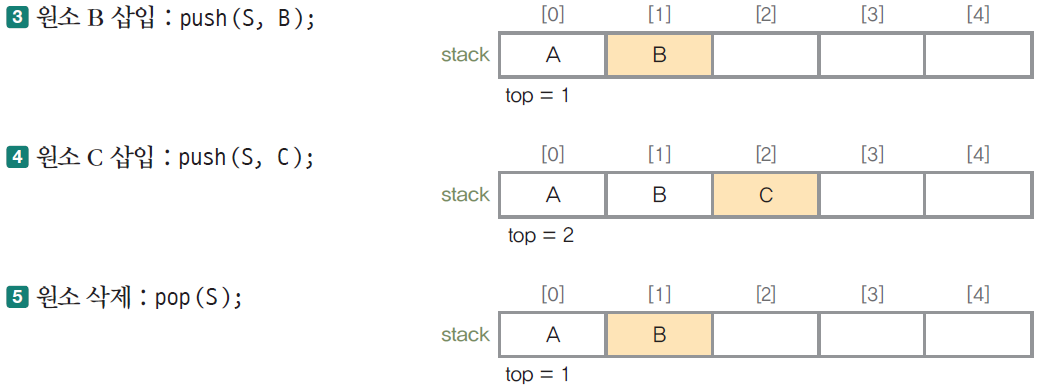 3 원소 B 삽입 : push(S, B);
[0] [1] [2] [3] [4]
stack A B
top = 1
4 원소 C 삽입 : push(S, C);
[0] [1] [2] [3] [4]
stack A B C
top = 2
5 원소 삭제 : pop(S);
[0] [1] [2] [3] [4]
stack A B
top = 1